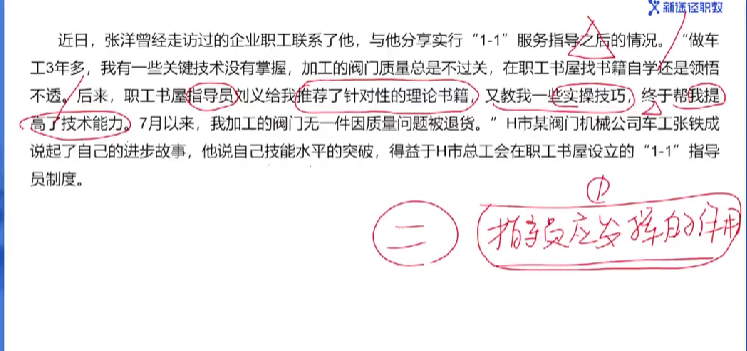 新途径职教
近日，张洋曾经走访过的企业职工联系了他，与他分享实行“1-1”服务指导之后的情况。“做车
工3年多，我有一些关键技术没有掌握，加工的阀门质量总是不过关，在职工书屋找书籍自学还是领悟
不透。后来，职工书屋指导员刘义给我推荐了针对性的理论书籍，又教我一些实操技巧，终于帮我提
高了技术能力。7月以来，我加工的阀门无一件因质量问题被退货。”H市某阀门机械公司车工张铁成
说起了自己的进步故事，他说自己技能水平的突破，得益于H市总工会在职工书屋设立的“1-1”指导
员制度。
①
二 指导员应发挥的作用